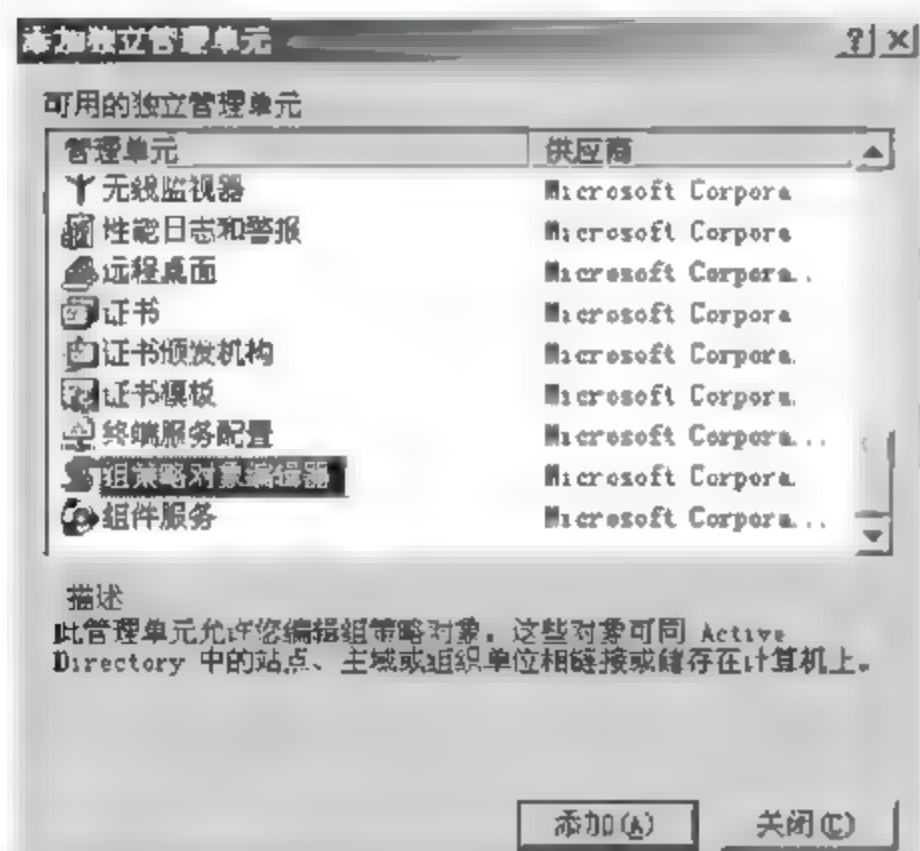 添加独立管理单元
可用的独立管理单元
管理单元 供应商
无线监视器 Microsoft Corpora
性能日志和警报 Microsoft Corpora
远程桌面 Microsoft Corpora..
证书 Microsoft Corpora
证书颁发机构 Microsoft Corpora.
证书模板 Microsoft Corpora.
终端服务配置 Microsoft Corpora...
组策略对象编辑器 Microsoft Corpora.
组件服务 Microsoft Corpora...
描述
此管理单元允许您编辑组策略对象。这些对象可同 Active
Directory 中的站点、主域或组织单位相链接或储存在计算机上。
添加(A) 关闭(C)